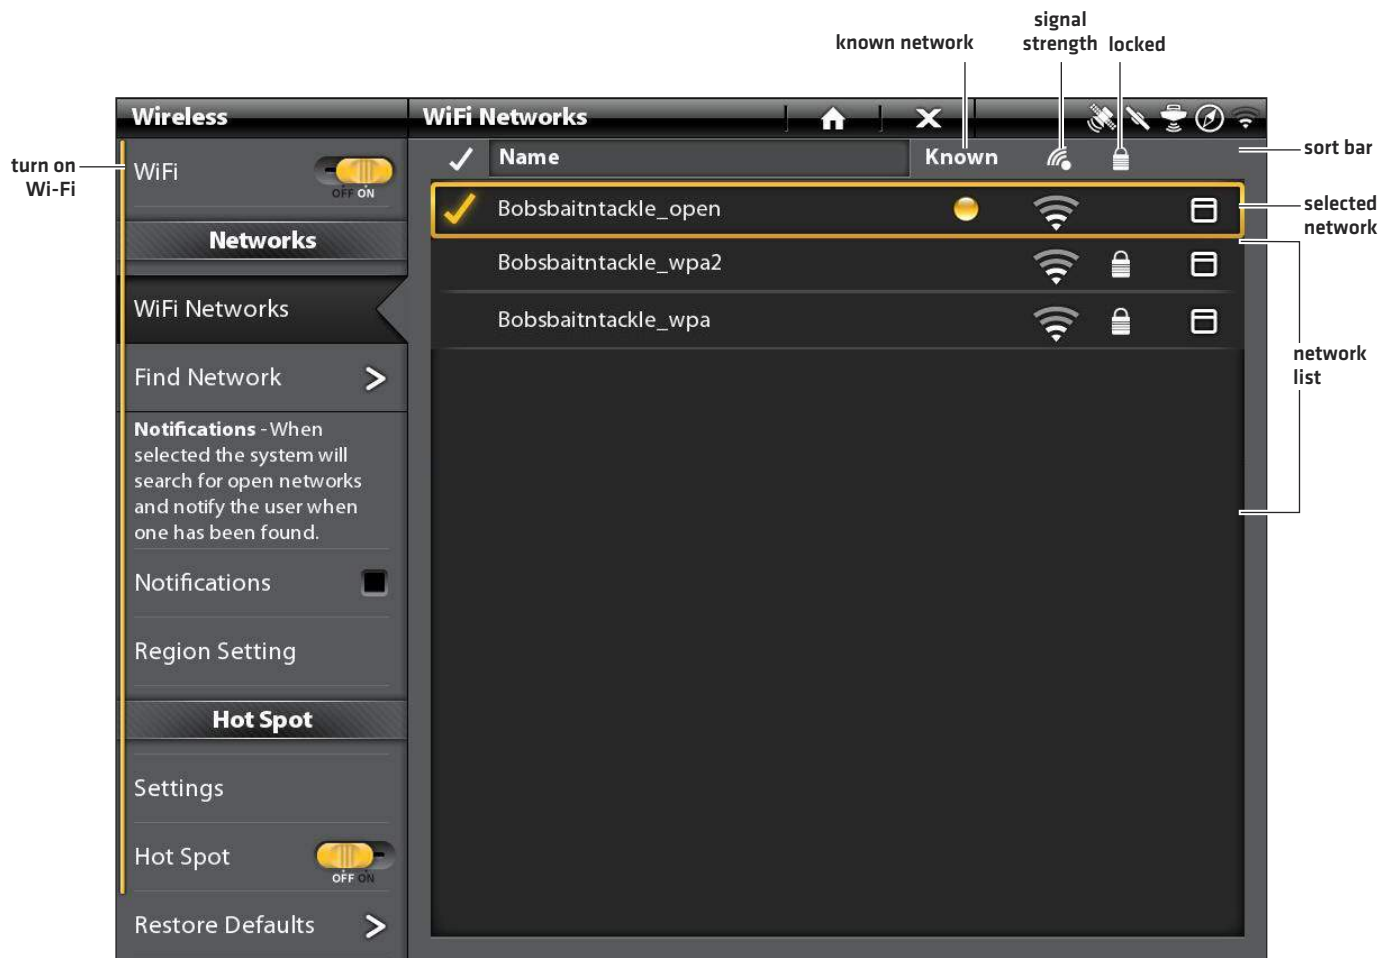 signal
strength
known network
locked
Wireless
WiFi Networks
turn on
Wi-Fi
WiFi
OFF ON
Name
Known
sort bar
Bobsbaitntackle_open
selected
network
Networks
Bobsbaitntackle_wpa2
WiFi Networks
Bobsbaitntackle_wpa
network
list
Find Network
Notifications - When
selected the system will
search for open networks
and notify the user when
one has been found.
Notifications
Region Setting
Hot Spot
Settings
Hot Spot
OFF ON
Restore Defaults